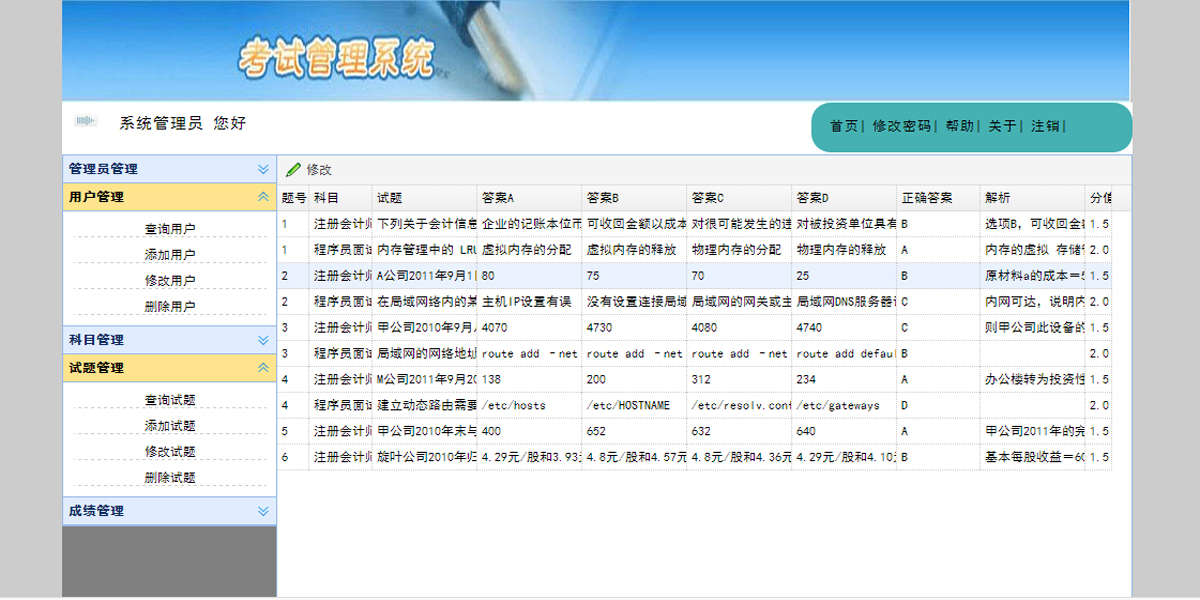 考试管理系统
系统管理员 您好
首页| 修改密码| 帮助| 关于| 注销|
管理员管理
用户管理
查询用户
添加用户
修改用户
删除用户
科目管理
试题管理
查询试题
添加试题
修改试题
删除试题
成绩管理
修改
题号 科目 试题 答案A 答案B 答案C 答案D 正确答案 解析 分值
1 注册会计师 下列关于会计信息 企业的记账本位币 可收回金额以成本 对很可能发生的违 对被投资单位具有 B 选项B，可收回金额 1.5
1 程序员面试 内存管理中的 LRU 虚拟内存的分配 虚拟内存的释放 物理内存的分配 物理内存的释放 A 内存的虚拟 存储管 2.0
2 注册会计师 A公司2011年9月1 80 75 70 25 B 原材料a的成本＝5 1.5
2 程序员面试 在局域网络内的某 主机IP设置有误 没有设置连接局域 局域网的网关或主 局域网DNS服务器 C 内网可达，说明内 2.0
3 注册会计师 甲公司2010年9月 4070 4730 4080 4740 C 则甲公司此设备的 1.5
3 程序员面试 局域网的网络地址 route add －net route add －net route add －net route add defau B 2.0
4 注册会计师 M公司2011年9月20 138 200 312 234 A 办公楼转为投资性 1.5
4 程序员面试 建立动态路由需要 /etc/hosts /etc/HOSTNAME /etc/resolv.conf /etc/gateways D 2.0
5 注册会计师 甲公司2010年末与 400 652 632 640 A 甲公司2011年的完 1.5
6 注册会计师 旋叶公司2010年归 4.29元/股和3.93元 4.8元/股和4.57元 4.8元/股和4.36元 4.29元/股和4.10元 B 基本每股收益＝60 1.5